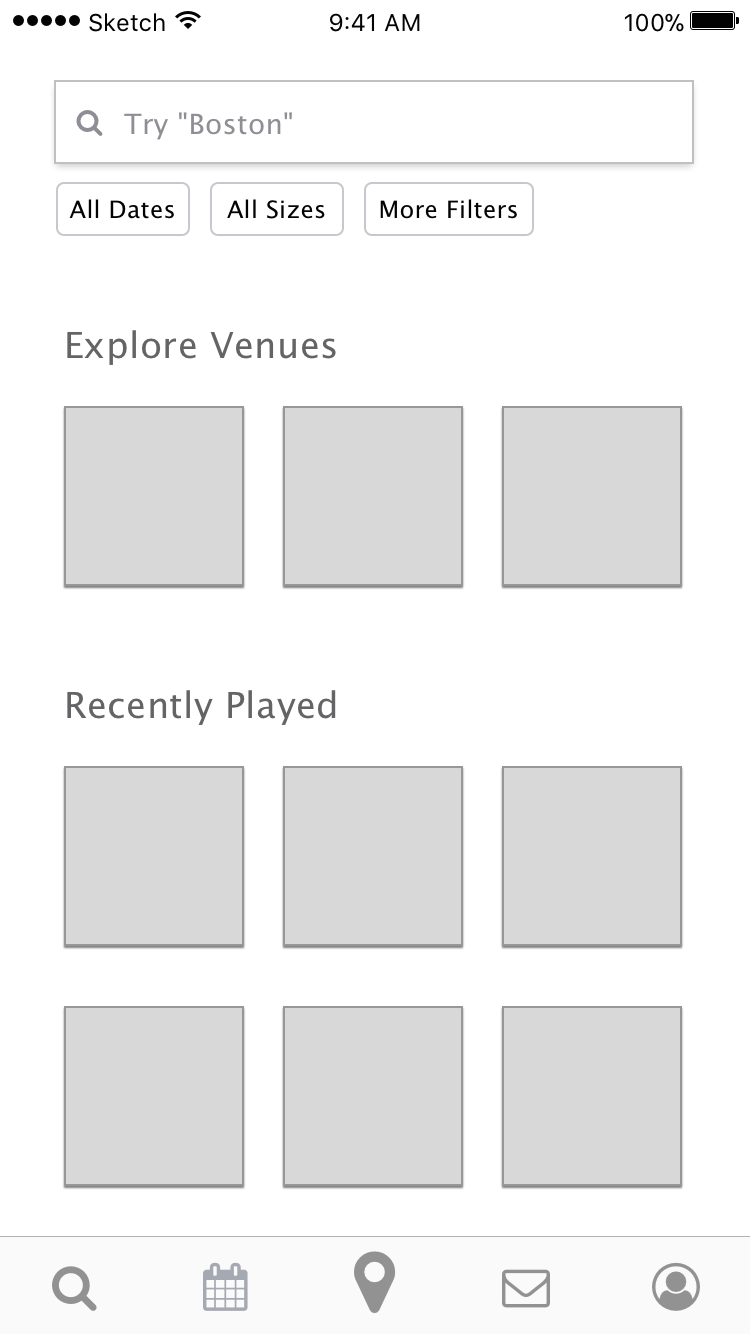 Sketch 9:41 AM 100%
Try "Boston"
All Dates All Sizes More Filters
Explore Venues
Recently Played